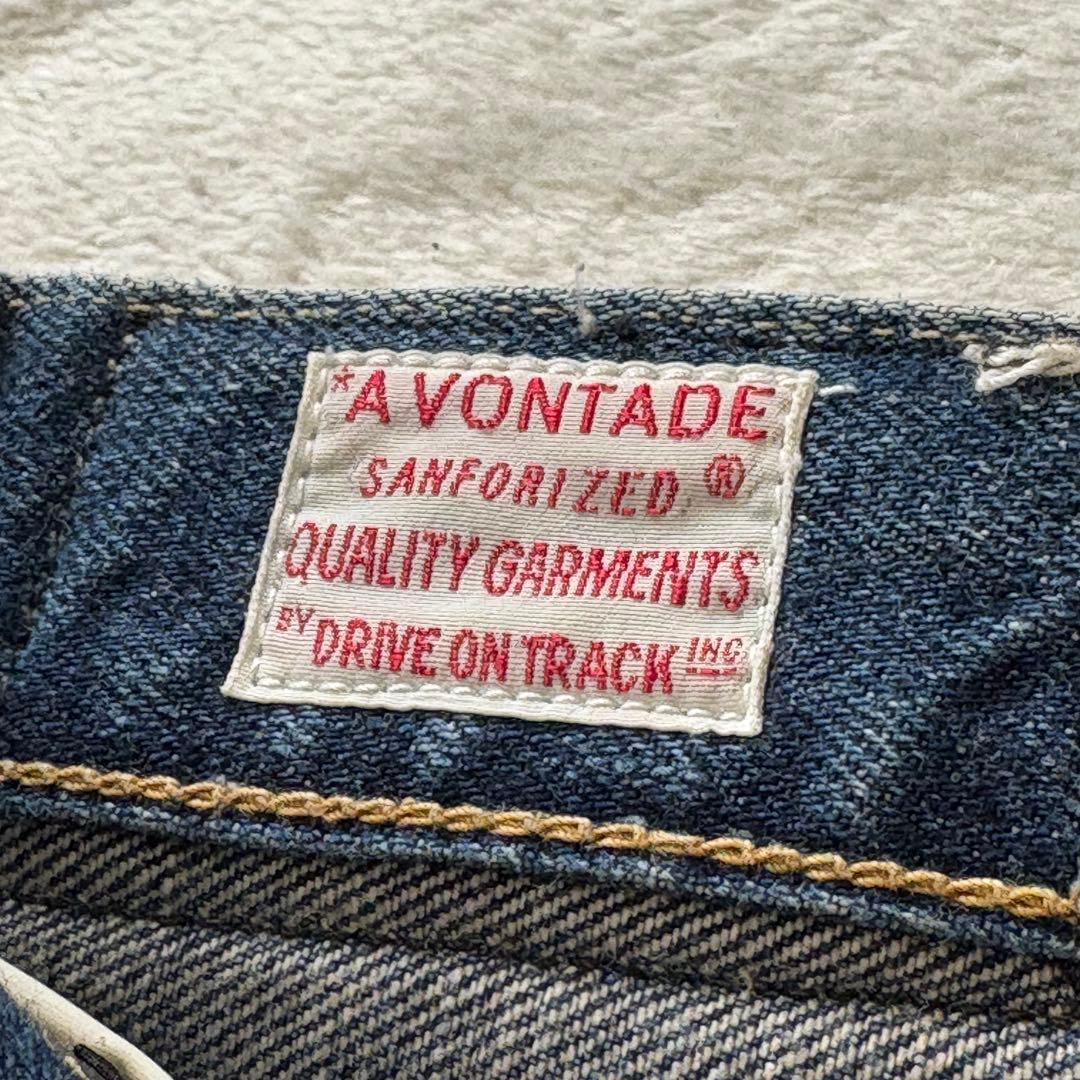 *A VONTADE
SANFORIZED ®
QUALITY GARMENTS
BY DRIVE ON TRACK INC